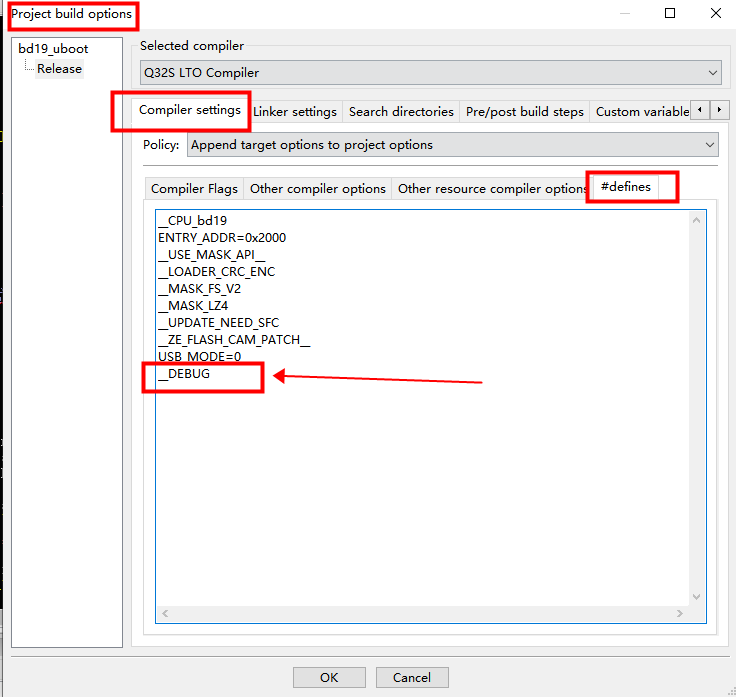 Project build options
bd19_uboot
Release
Selected compiler
Q32S LTO Compiler
Compiler settings
Linker settings
Search directories
Pre/post build steps
Custom variable
Policy:
Append target options to project options
Compiler Flags
Other compiler options
Other resource compiler options
#defines
__CPU_bd19
ENTRY_ADDR=0x2000
__USE_MASK_API__
__LOADER_CRC_ENC
__MASK_FS_V2
__MASK_LZ4
__UPDATE_NEED_SFC
__ZE_FLASH_CAM_PATCH__
USB_MODE=0
__DEBUG
OK
Cancel